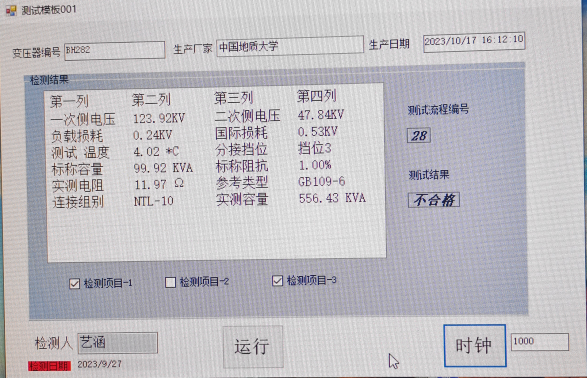 测试模板001
变压器编号 BH282 生产厂家 中国地质大学 生产日期 2023/10/17 16:12 10
检测结果
第一列 第二列 第三列 第四列
一次侧电压 123.92KV 二次侧电压 47.84KV
负载损耗 0.24KV 国际损耗 0.53KV
测试 温度 4.02 *C 分接挡位 挡位3
标称容量 99.92 KVA 标称阻抗 1.00%
实测电阻 11.97 Ω 参考类型 GB109-6
连接组别 NTL-10 实测容量 556.43 KVA
测试流程编号
28
测试结果
不合格
检测项目-1 检测项目-2 检测项目-3
检测人 艺涵 运行 时钟 1000
检测日期 2023/9/27